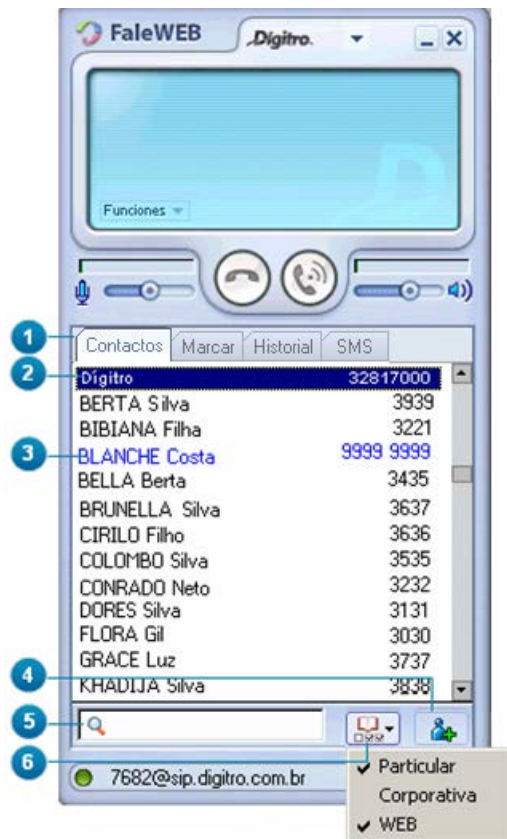 FaleWEB Dígitro.
Funciones
1 Contactos Marcar Historial SMS
2 Dígitro 32817000
BERTA Silva 3939
BIBIANA Filha 3221
3 BLANCHE Costa 9999 9999
BELLA Berta 3435
BRUNELLA Silva 3637
CIRILO Filho 3636
COLOMBO Silva 3535
CONRADO Neto 3232
DORES Silva 3131
FLORA Gil 3030
GRACE Luz 3737
4
KHADIJA Silva 3838
5
6
7682@sip.digitro.com.br
Particular
Corporativa
WEB